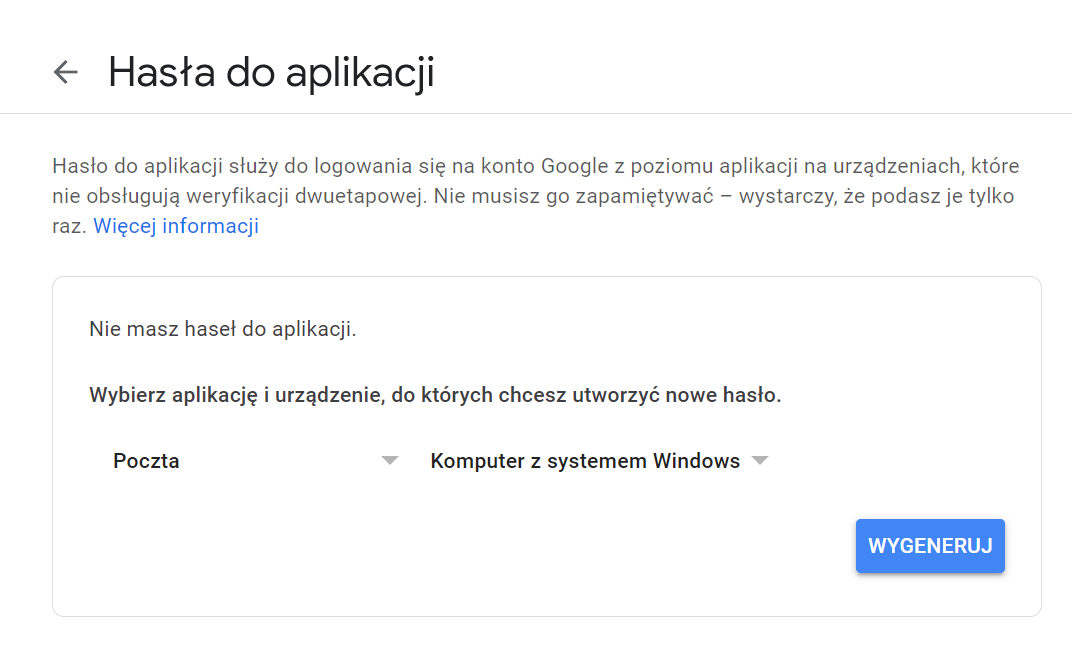 Hasła do aplikacji
Hasło do aplikacji służy do logowania się na konto Google z poziomu aplikacji na urządzeniach, które
nie obsługują weryfikacji dwuetapowej. Nie musisz go zapamiętywać – wystarczy, że podasz je tylko
raz. Więcej informacji
Nie masz haseł do aplikacji.
Wybierz aplikację i urządzenie, do których chcesz utworzyć nowe hasło.
Poczta Komputer z systemem Windows
WYGENERUJ